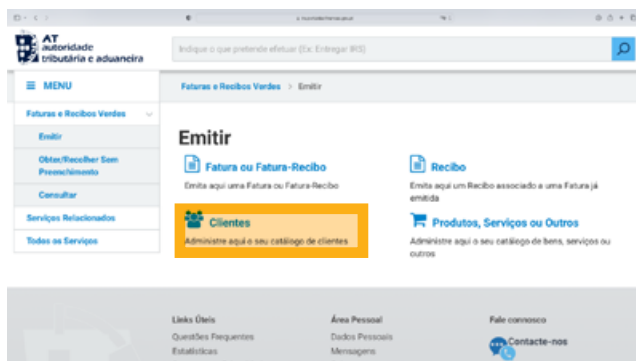 AT
autoridade
tributária e aduaneira
Indique o que pretende efetuar (Ex: Entregar IRS)
MENU
Faturas e Recibos Verdes > Emitir
Faturas e Recibos Verdes
Emitir
Obter/Recolher Sem
Preenchimento
Consultar
Serviços Relacionados
Todos os Serviços
Emitir
Fatura ou Fatura-Recibo
Emita aqui uma Fatura ou Fatura-Recibo
Recibo
Emita aqui um Recibo associado a uma Fatura já
emitida
Clientes
Administre aqui o seu catálogo de clientes
Produtos, Serviços ou Outros
Administre aqui o seu catálogo de bens, serviços ou
outros
Links Úteis
Questões Frequentes
Estatísticas
Área Pessoal
Dados Pessoais
Mensagens
Fale connosco
Contacte-nos